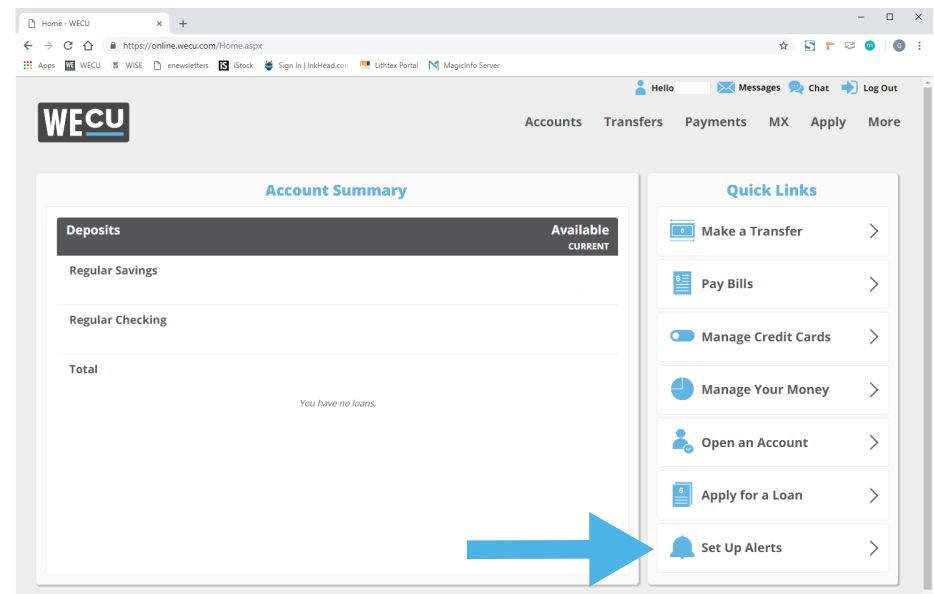 Home - WECU
https://online.wecu.com/Home.aspx
Apps WE WECU WISE enewsletters IS iStock Sign In | InkHead.com Lithtex Portal MagicInfo Server
Hello Messages Chat Log Out
WECU
Accounts Transfers Payments MX Apply More
Account Summary
Deposits Available
CURRENT
Regular Savings
Regular Checking
Total
You have no loans.
Quick Links
Make a Transfer
Pay Bills
Manage Credit Cards
Manage Your Money
Open an Account
Apply for a Loan
Set Up Alerts